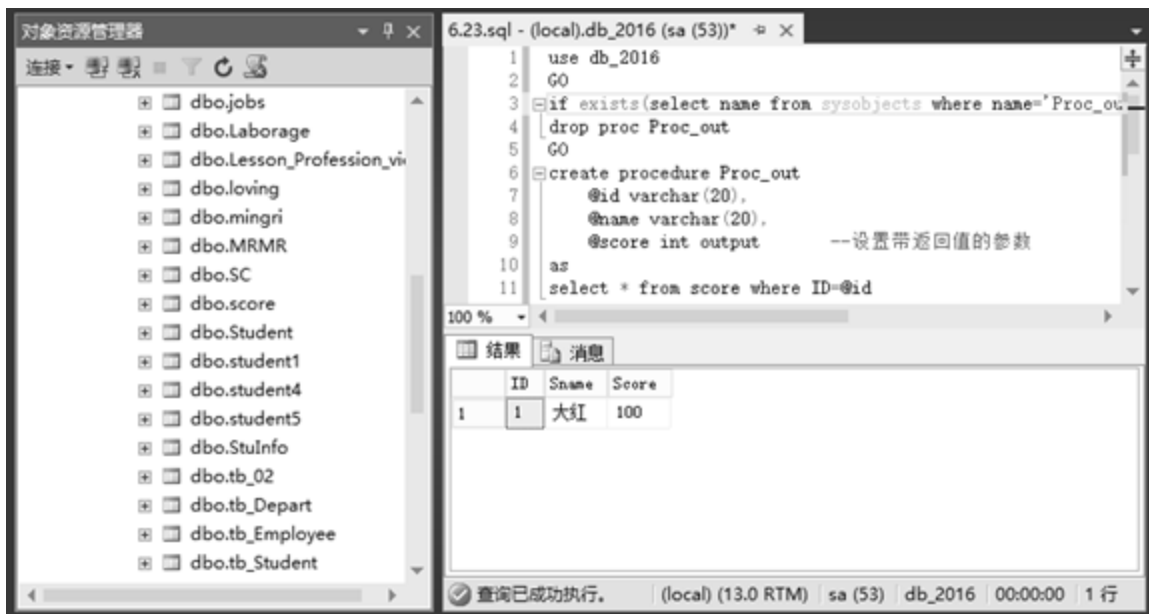 对象资源管理器
连接
dbo.jobs
dbo.Laborage
dbo.Lesson_Profession_vi
dbo.loving
dbo.mingri
dbo.MRMR
dbo.SC
dbo.score
dbo.Student
dbo.student1
dbo.student4
dbo.student5
dbo.StuInfo
dbo.tb_02
dbo.tb_Depart
dbo.tb_Employee
dbo.tb_Student
6.23.sql - (local).db_2016 (sa (53))*
1 use db_2016
2 GO
3 if exists(select name from sysobjects where name='Proc_ou
4 drop proc Proc_out
5 GO
6 create procedure Proc_out
7 @id varchar(20),
8 @name varchar(20),
9 @score int output --设置带返回值的参数
10 as
11 select * from score where ID=@id
100 %
结果 消息
ID Sname Score
1 1 大红 100
查询已成功执行。 (local) (13.0 RTM) sa (53) db_2016 00:00:00 1 行